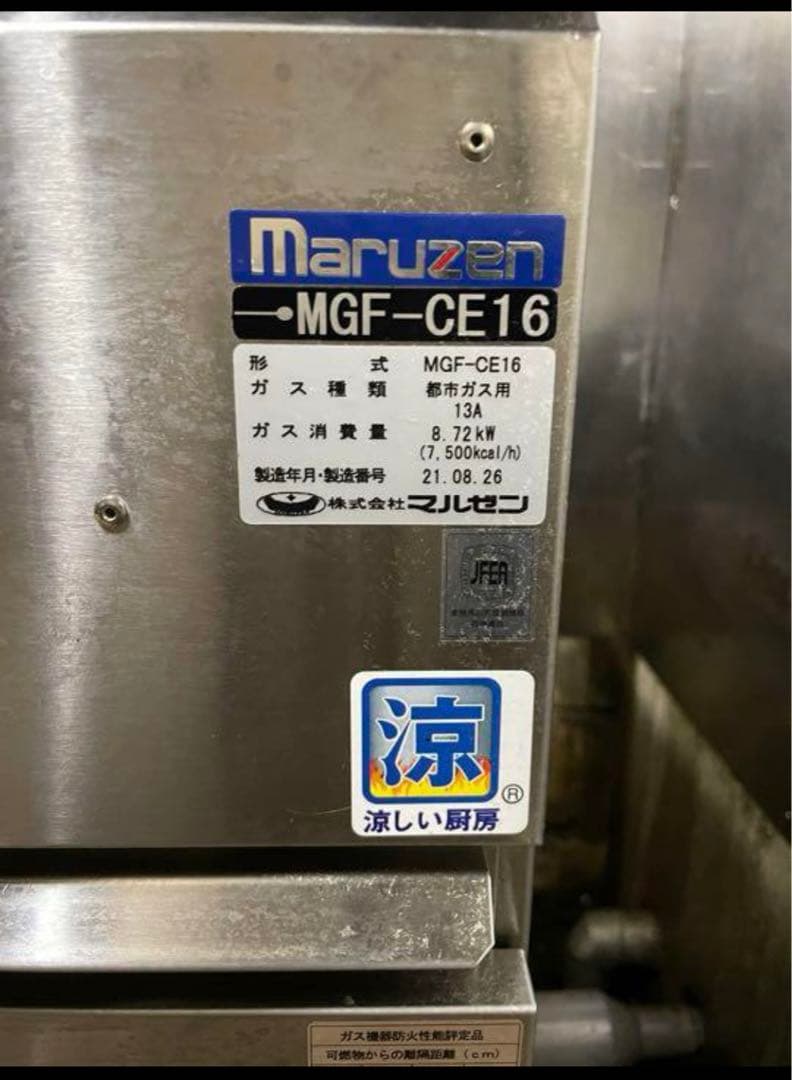 maruzen
MGF-CE16
形式 MGF-CE16
ガス種類 都市ガス用
13A
ガス消費量 8.72kW
(7,500kcal/h)
製造年月・製造番号 21.08.26
株式会社マルゼン
JFEA
涼
®
涼しい厨房
ガス機器防火性能評定品
可燃物からの離隔距離(cm)